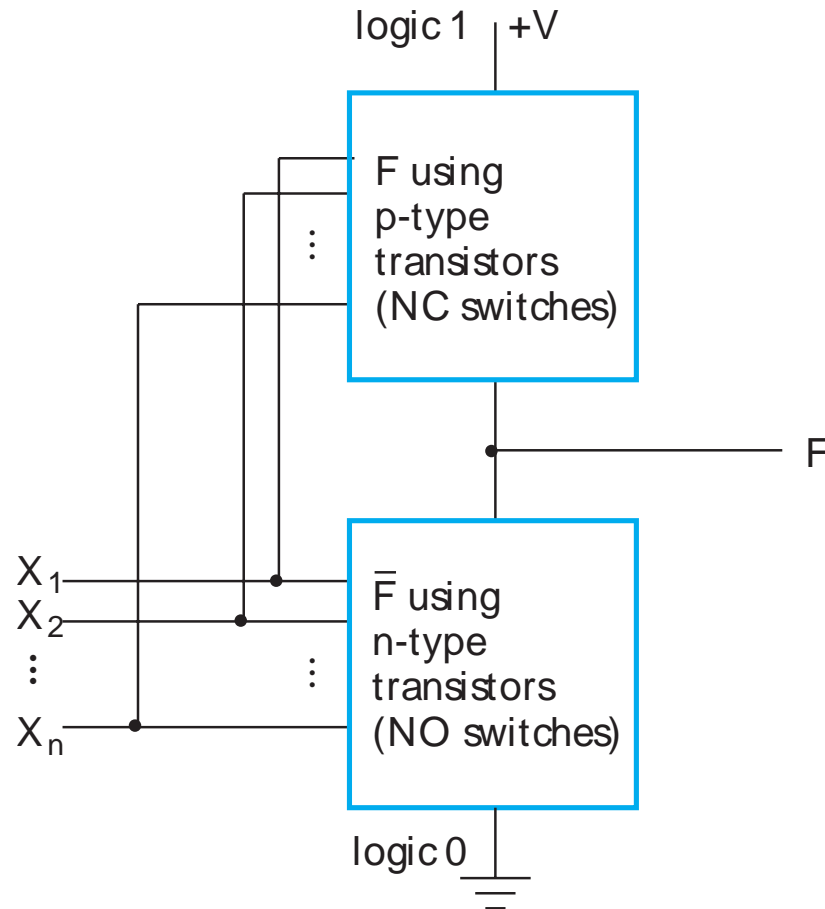 logic 1 +V
F using
p-type
transistors
(NC switches)
⋮
F
X₁
X₂
⋮
Xₙ
F̅ using
n-type
transistors
(NO switches)
⋮
logic 0